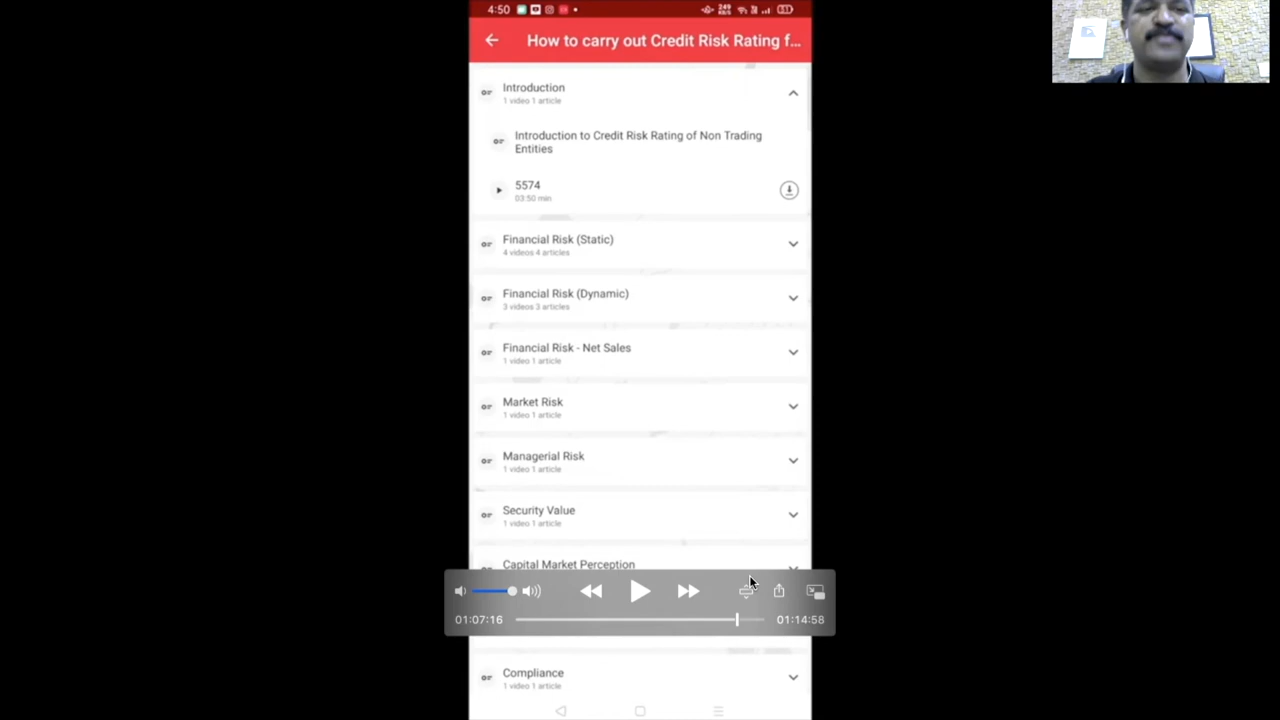 4:50
How to carry out Credit Risk Rating f...
Introduction
1 video 1 article
Introduction to Credit Risk Rating of Non Trading
Entities
5574
03:50 min
Financial Risk (Static)
4 videos 4 articles
Financial Risk (Dynamic)
3 videos 3 articles
Financial Risk - Net Sales
1 video 1 article
Market Risk
1 video 1 article
Managerial Risk
1 video 1 article
Security Value
1 video 1 article
Capital Market Perception
01:07:16
01:14:58
Compliance
1 video 1 article